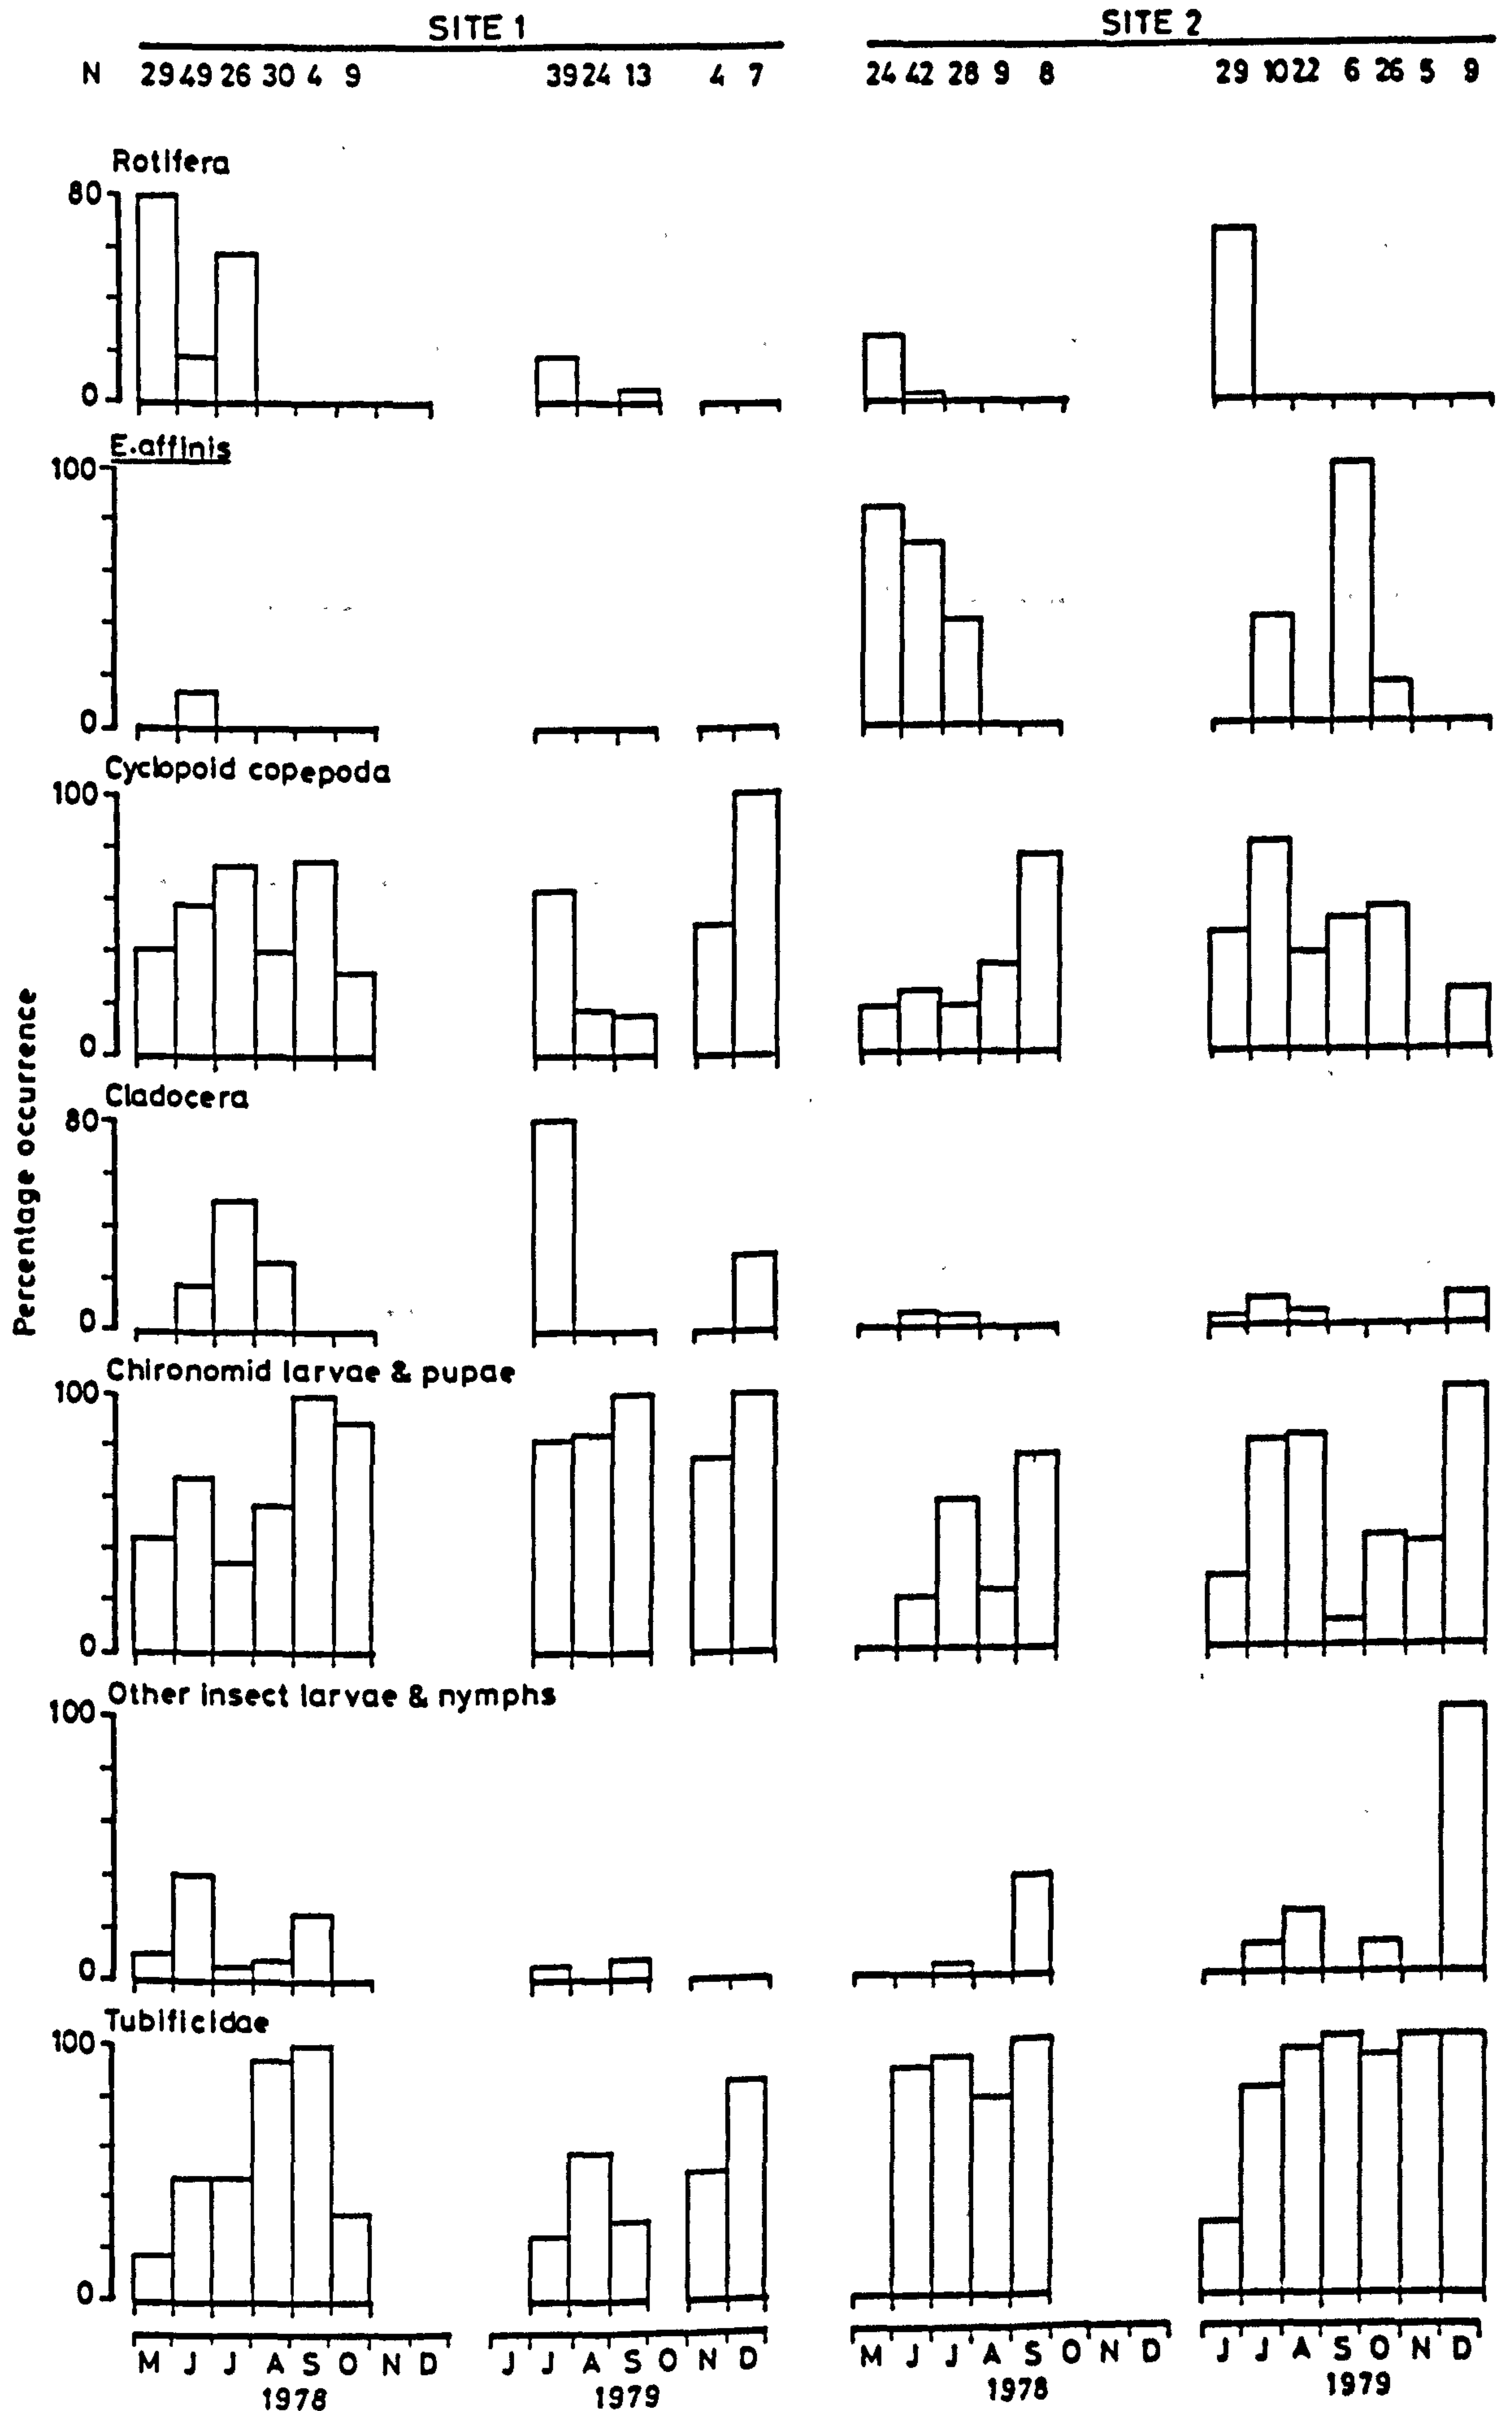 SITE 1 SITE 2
N 29 49 26 30 4 9 39 24 13 4 7 24 42 28 9 8 29 10 22 6 26 5 9
Rotifera
80
0
E.affinis
100
0
Cyclopoid copepoda
100
0
Percentage occurrence
Cladocera
80
0
Chironomid larvae & pupae
100
0
Other insect larvae & nymphs
100
0
Tubificidae
100
0
M J J A S O N D J J A S O N D M J J A S O N D J J A S O N D
1978 1979 1978 1979